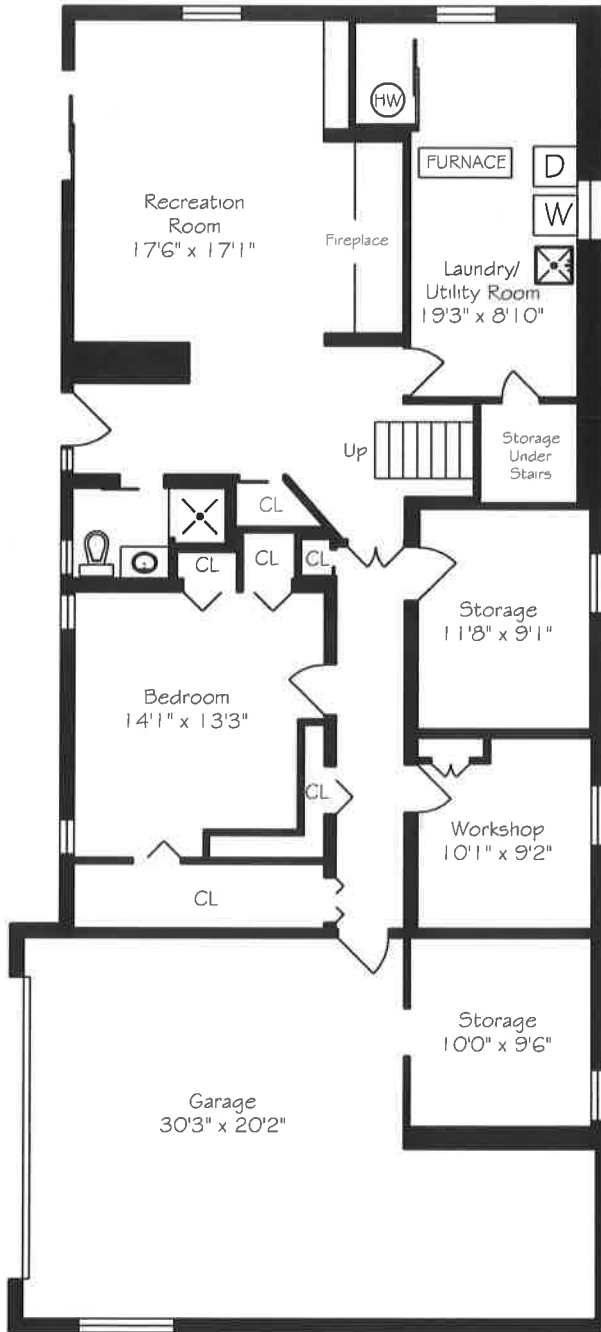 HW
FURNACE
D
W
Recreation
Room
17'6" x 17'1"
Fireplace
Laundry/
Utility Room
19'3" x 8'10"
Up
Storage
Under
Stairs
CL
CL
CL
CL
Storage
11'8" x 9'1"
Bedroom
14'1" x 13'3"
CL
Workshop
10'1" x 9'2"
CL
Storage
10'0" x 9'6"
Garage
30'3" x 20'2"